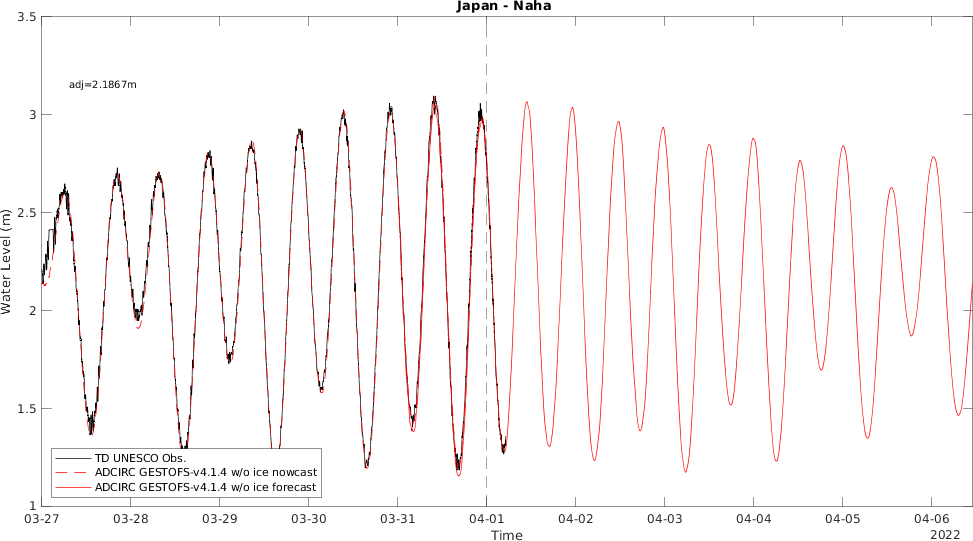 Japan - Naha
3.5
adj=2.1867m
3
2.5
Water Level (m)
2
1.5
TD UNESCO Obs.
ADCIRC GESTOFS-v4.1.4 w/o ice nowcast
ADCIRC GESTOFS-v4.1.4 w/o ice forecast
1
03-27 03-28 03-29 03-30 03-31 04-01 04-02 04-03 04-04 04-05 04-06
Time
2022